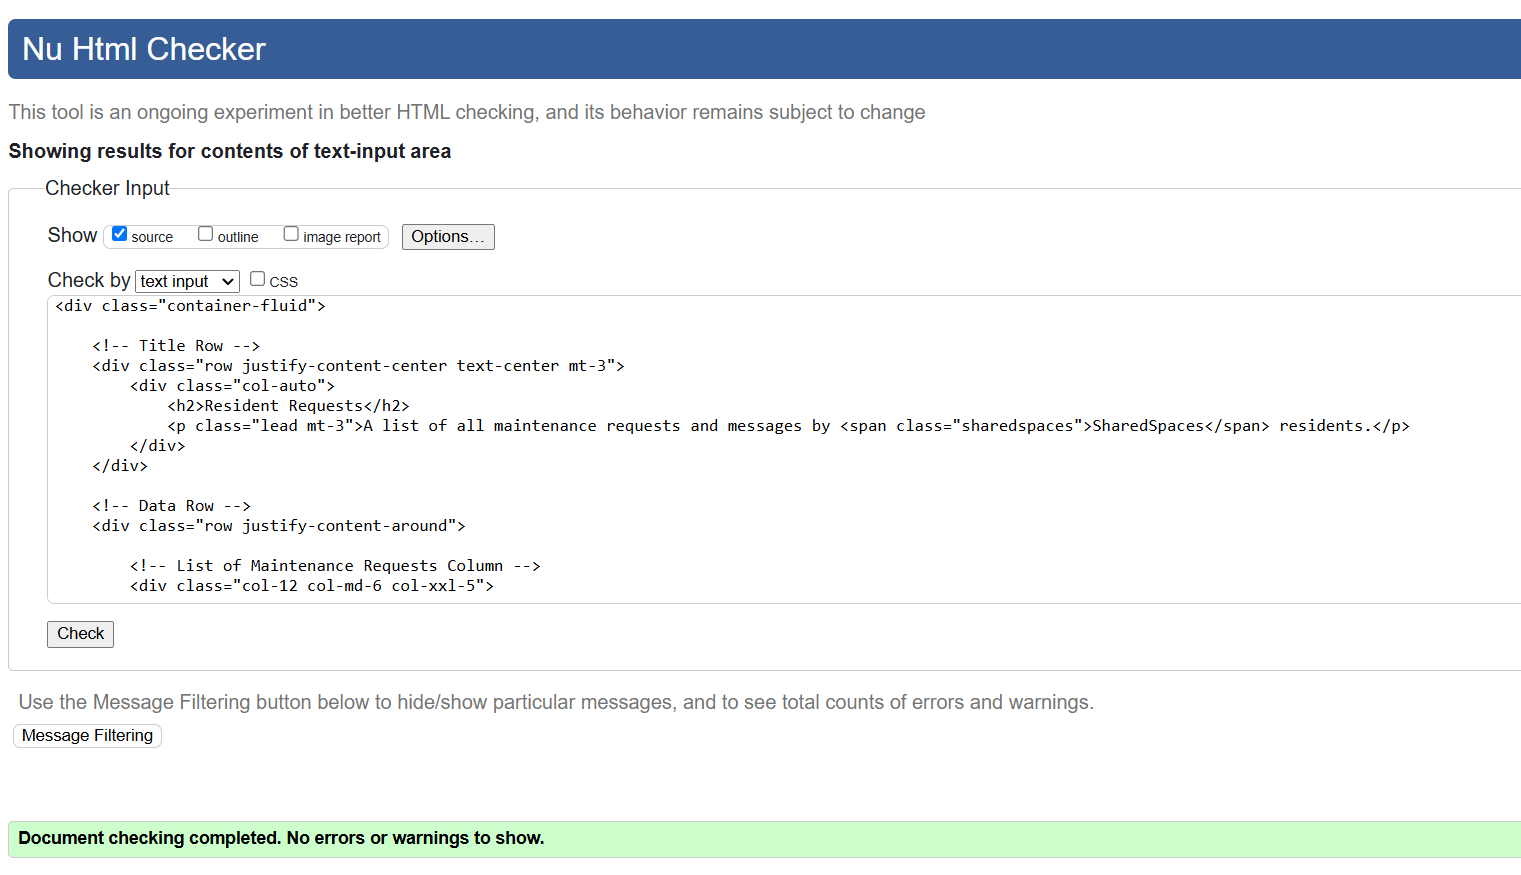 Nu Html Checker
This tool is an ongoing experiment in better HTML checking, and its behavior remains subject to change
Showing results for contents of text-input area
Checker Input
Show source outline image report Options...
Check by text input CSS
<div class="container-fluid">
<!-- Title Row -->
<div class="row justify-content-center text-center mt-3">
<div class="col-auto">
<h2>Resident Requests</h2>
<p class="lead mt-3">A list of all maintenance requests and messages by <span class="sharedspaces">SharedSpaces</span> residents.</p>
</div>
</div>
<!-- Data Row -->
<div class="row justify-content-around">
<!-- List of Maintenance Requests Column -->
<div class="col-12 col-md-6 col-xxl-5">
Check
Use the Message Filtering button below to hide/show particular messages, and to see total counts of errors and warnings.
Message Filtering
Document checking completed. No errors or warnings to show.